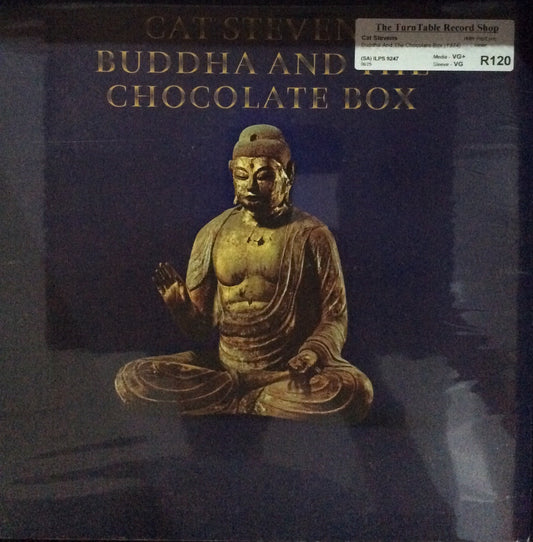 CAT STEVEN
BUDDHA AND THE
CHOCOLATE BOX
The TurnTable Record Shop
Cat Stevens
Buddha And The Chocolate Box (1974)
(SA) ILPS 9247
Media - VG+
Sleeve - VG
R120